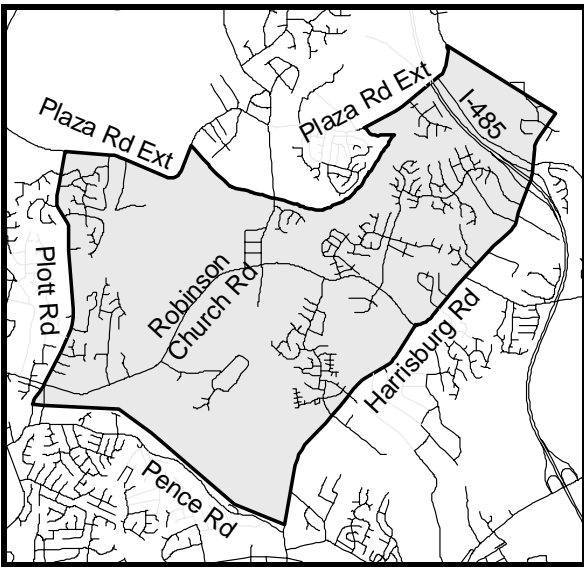 Plaza Rd Ext
I-485
Plaza Rd Ext
Plott Rd
Robinson
Church Rd
Harrisburg Rd
Pence Rd